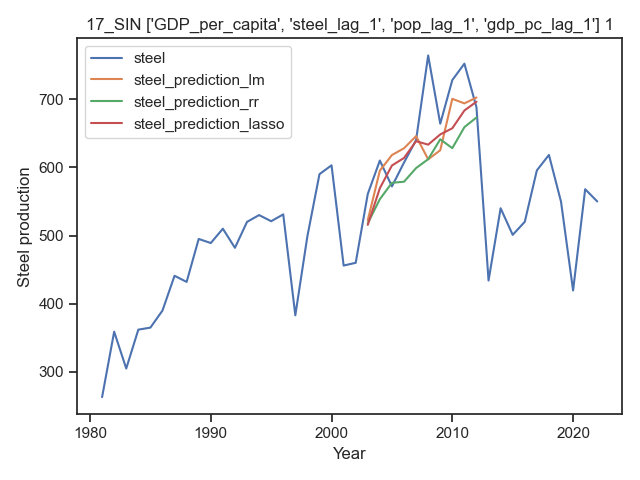 17_SIN ['GDP_per_capita', 'steel_lag_1', 'pop_lag_1', 'gdp_pc_lag_1'] 1
steel
steel_prediction_lm
steel_prediction_rr
steel_prediction_lasso
Steel production
700
600
500
400
300
1980
1990
2000
2010
2020
Year